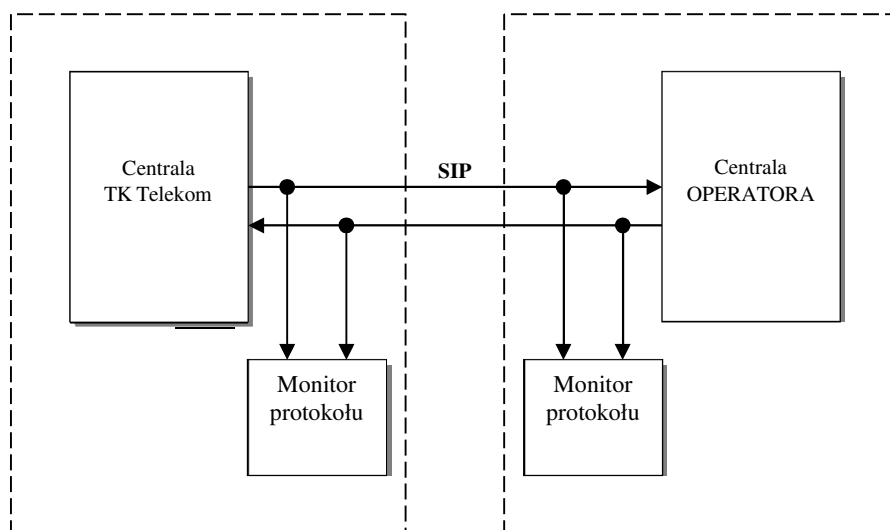 Centrala
TK Telekom
SIP
Centrala
OPERATORA
Monitor
protokołu
Monitor
protokołu